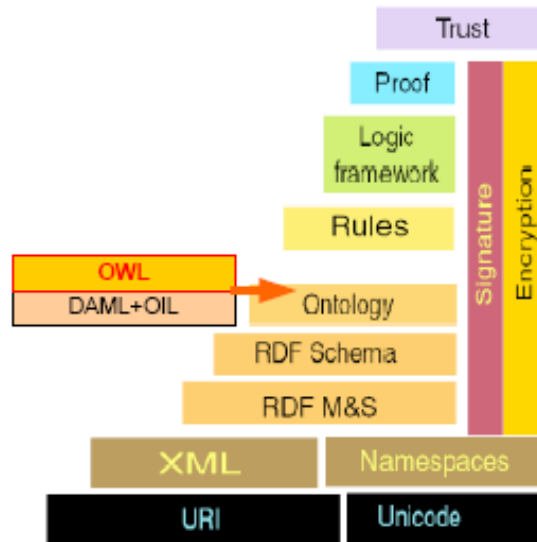 Trust
Proof
Logic
framework
Rules
Signature
Encryption
OWL
DAML+OIL
Ontology
RDF Schema
RDF M&S
XML
Namespaces
URI
Unicode